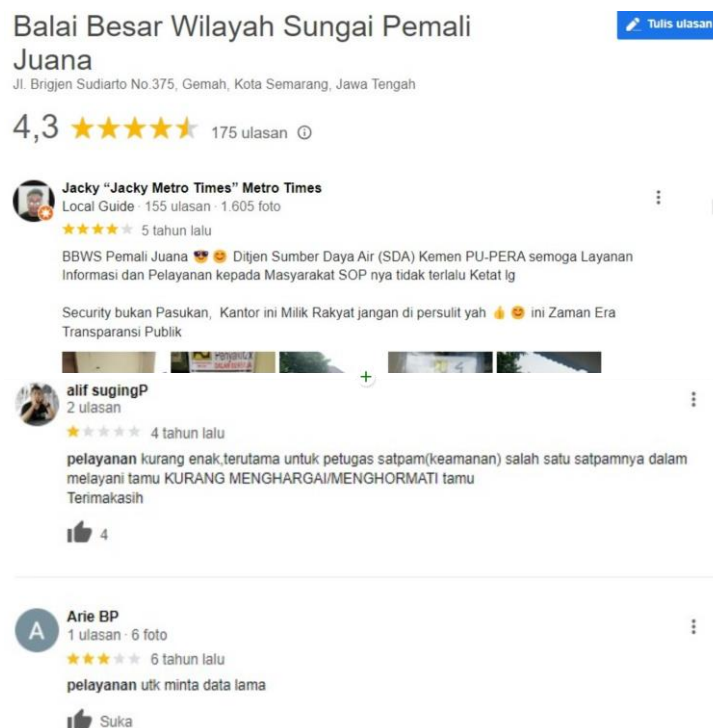 Balai Besar Wilayah Sungai Pemali
Juana
Tulis ulasan
Jl. Brigjen Sudiarto No.375, Gemah, Kota Semarang, Jawa Tengah
4,3 175 ulasan
Jacky “Jacky Metro Times” Metro Times
Local Guide · 155 ulasan · 1.605 foto
5 tahun lalu
BBWS Pemali Juana 😎 😊 Ditjen Sumber Daya Air (SDA) Kemen PU-PERA semoga Layanan
Informasi dan Pelayanan kepada Masyarakat SOP nya tidak terlalu Ketat lg
Security bukan Pasukan, Kantor ini Milik Rakyat jangan di persulit yah 👍 😊 ini Zaman Era
Transparansi Publik
alif sugingP
2 ulasan
4 tahun lalu
pelayanan kurang enak,terutama untuk petugas satpam(keamanan) salah satu satpamnya dalam
melayani tamu KURANG MENGHARGAI/MENGHORMATI tamu
Terimakasih
4
A
Arie BP
1 ulasan · 6 foto
6 tahun lalu
pelayanan utk minta data lama
Suka